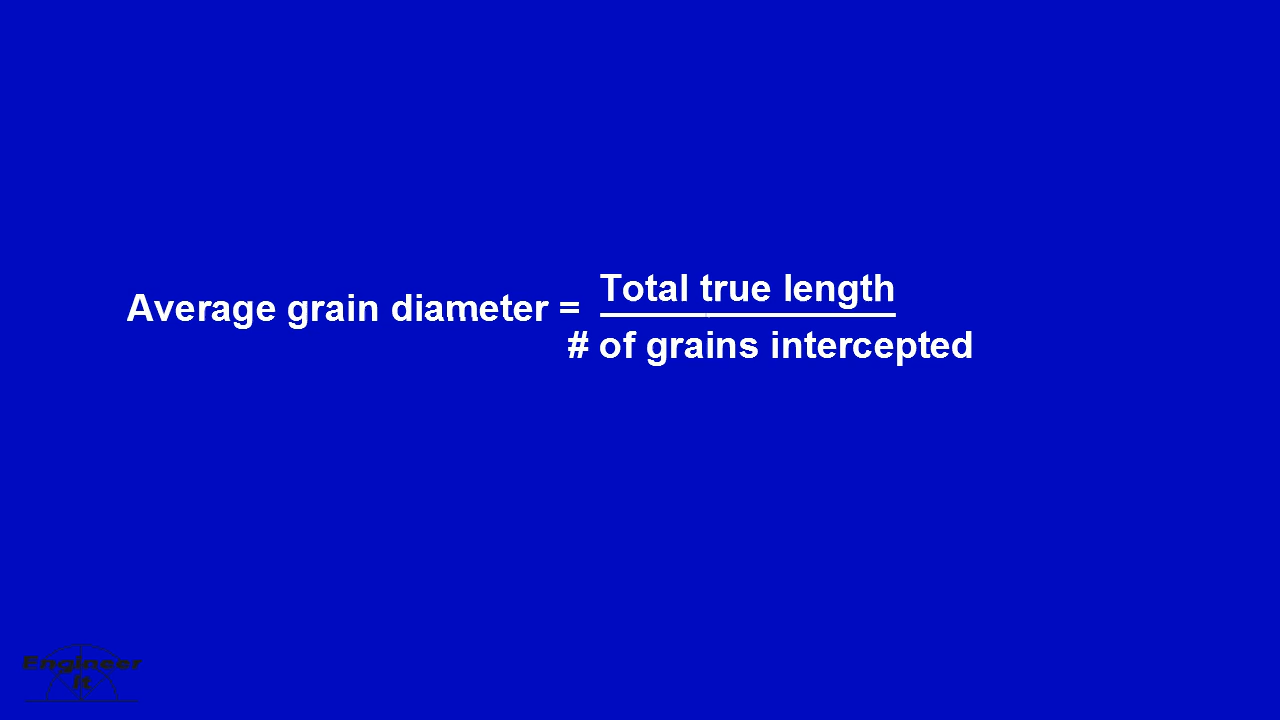 Total true length
Average grain diameter =
# of grains intercepted
Engineer
It